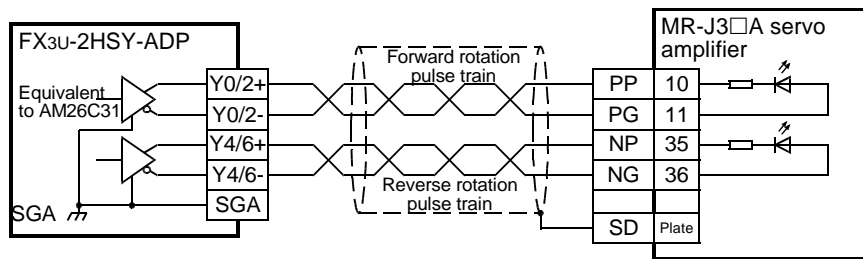 FX3U-2HSY-ADP
Equivalent
to AM26C31
SGA
Y0/2+
Y0/2-
Y4/6+
Y4/6-
SGA
Forward rotation
pulse train
Reverse rotation
pulse train
MR-J3□A servo
amplifier
PP 10
PG 11
NP 35
NG 36
SD Plate